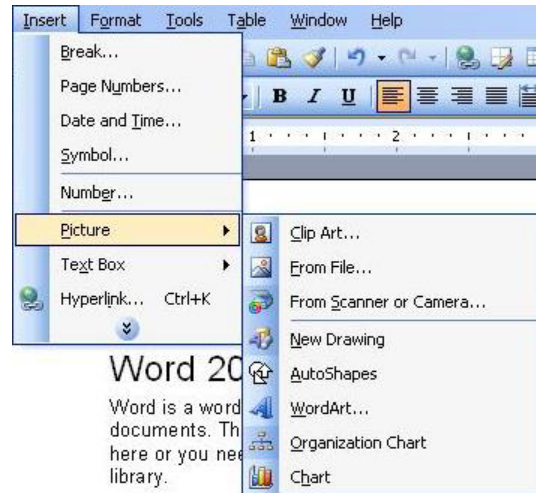 Insert Format Tools Table Window Help
Break...
Page Numbers...
B I U
Date and Time...
1 2
Symbol...
Number...
Picture
Clip Art...
Text Box
From File...
Hyperlink... Ctrl+K
From Scanner or Camera...
New Drawing
Word 20
AutoShapes
Word is a word
WordArt...
documents. Th
Organization Chart
here or you nee
library.
Chart